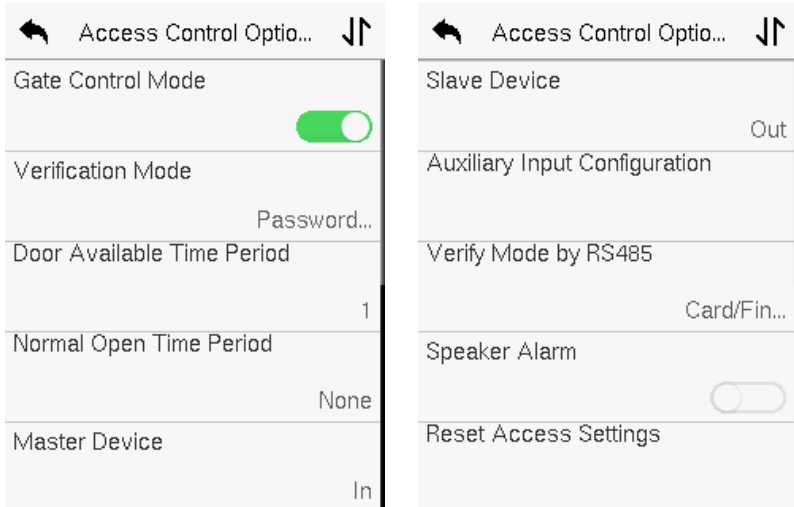 Access Control Optio...
Gate Control Mode
Verification Mode
Password...
Door Available Time Period
1
Normal Open Time Period
None
Master Device
In
Access Control Optio...
Slave Device
Out
Auxiliary Input Configuration
Verify Mode by RS485
Card/Fin...
Speaker Alarm
Reset Access Settings